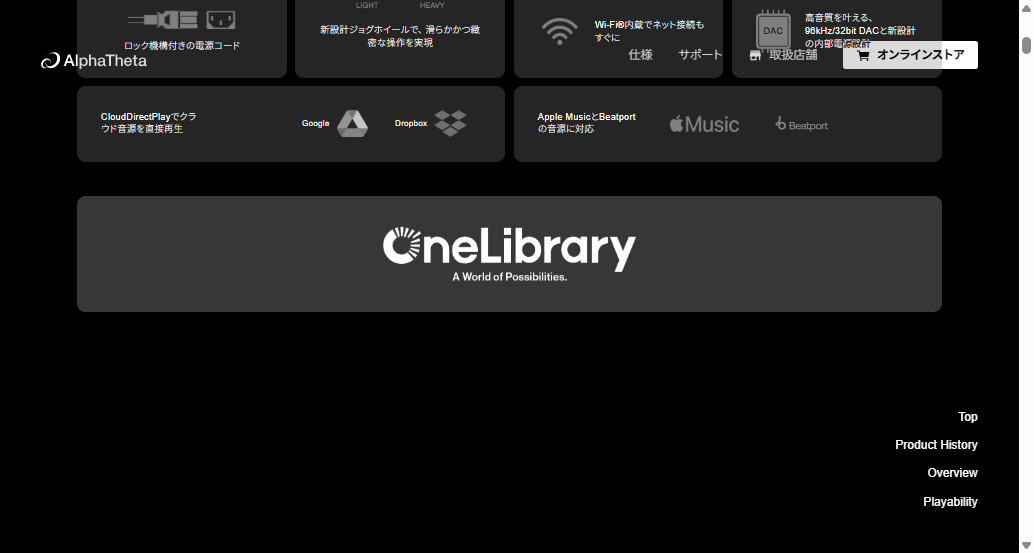 LIGHT
HEAVY
ロック機構付きの電源コード
新設計ジョグホイールで、滑らかかつ緻
密な操作を実現
Wi-Fi®内蔵でネット接続も
すぐに
DAC
高音質を叶える、
96kHz/32bit DACと新設計
の内部電源設計
AlphaTheta
仕様
サポート
取扱店舗
オンラインストア
CloudDirectPlayでクラ
ウド音源を直接再生
Google
Dropbox
Apple MusicとBeatport
の音源に対応
Music
Beatport
OneLibrary
A World of Possibilities.
Top
Product History
Overview
Playability